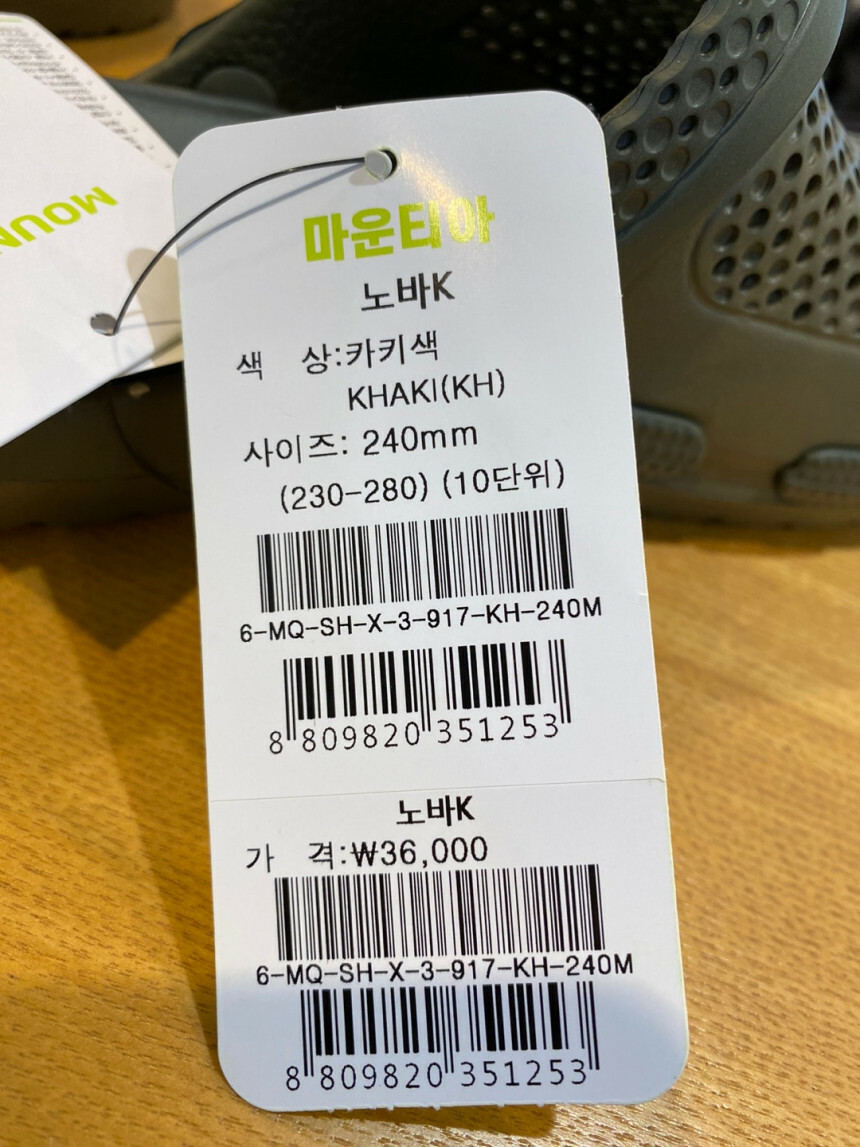 MOUN
마운티아
노바K
색 상:카키색
KHAKI(KH)
사이즈: 240mm
(230-280) (10단위)
6-MQ-SH-X-3-917-KH-240M
8 809820 351253
노바K
가 격:₩36,000
6-MQ-SH-X-3-917-KH-240M
8 809820 351253